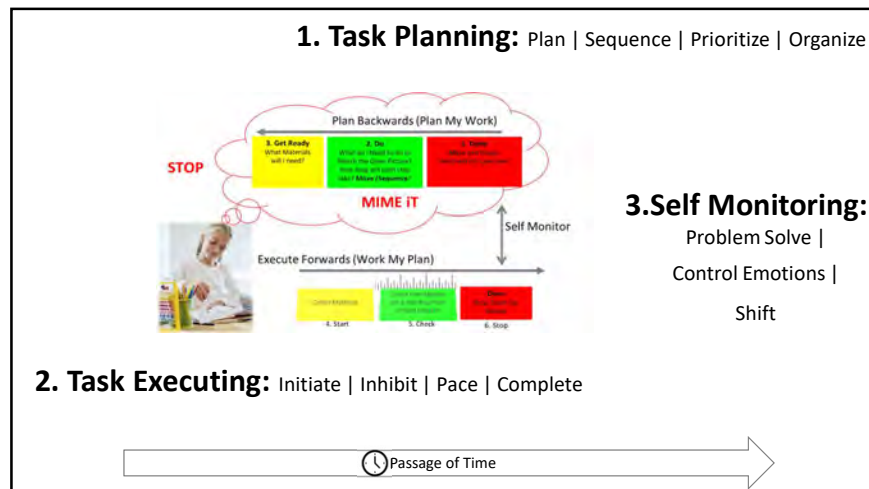 1. Task Planning: Plan | Sequence | Prioritize | Organize
Plan Backwards (Plan My Work)
3. Get Ready
What Materials
will I need?
2. Do
STOP
MIME iT
3.Self Monitoring:
Problem Solve |
Control Emotions |
Shift
Self Monitor
Execute Forwards (Work My Plan)
4. Start
5. Check
6. Stop
2. Task Executing: Initiate | Inhibit | Pace | Complete
Passage of Time